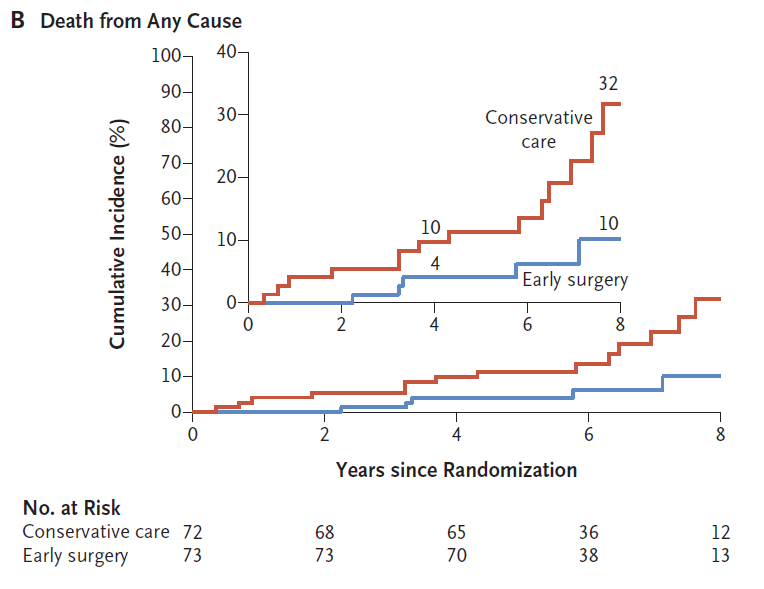 B Death from Any Cause
Cumulative Incidence (%)
100
90
80
70
60
50
40
30
20
10
0
40
30
20
10
0
32
Conservative
care
10
10
4
Early surgery
0 2 4 6 8
0 2 4 6 8
Years since Randomization
No. at Risk
Conservative care 72 68 65 36 12
Early surgery 73 73 70 38 13